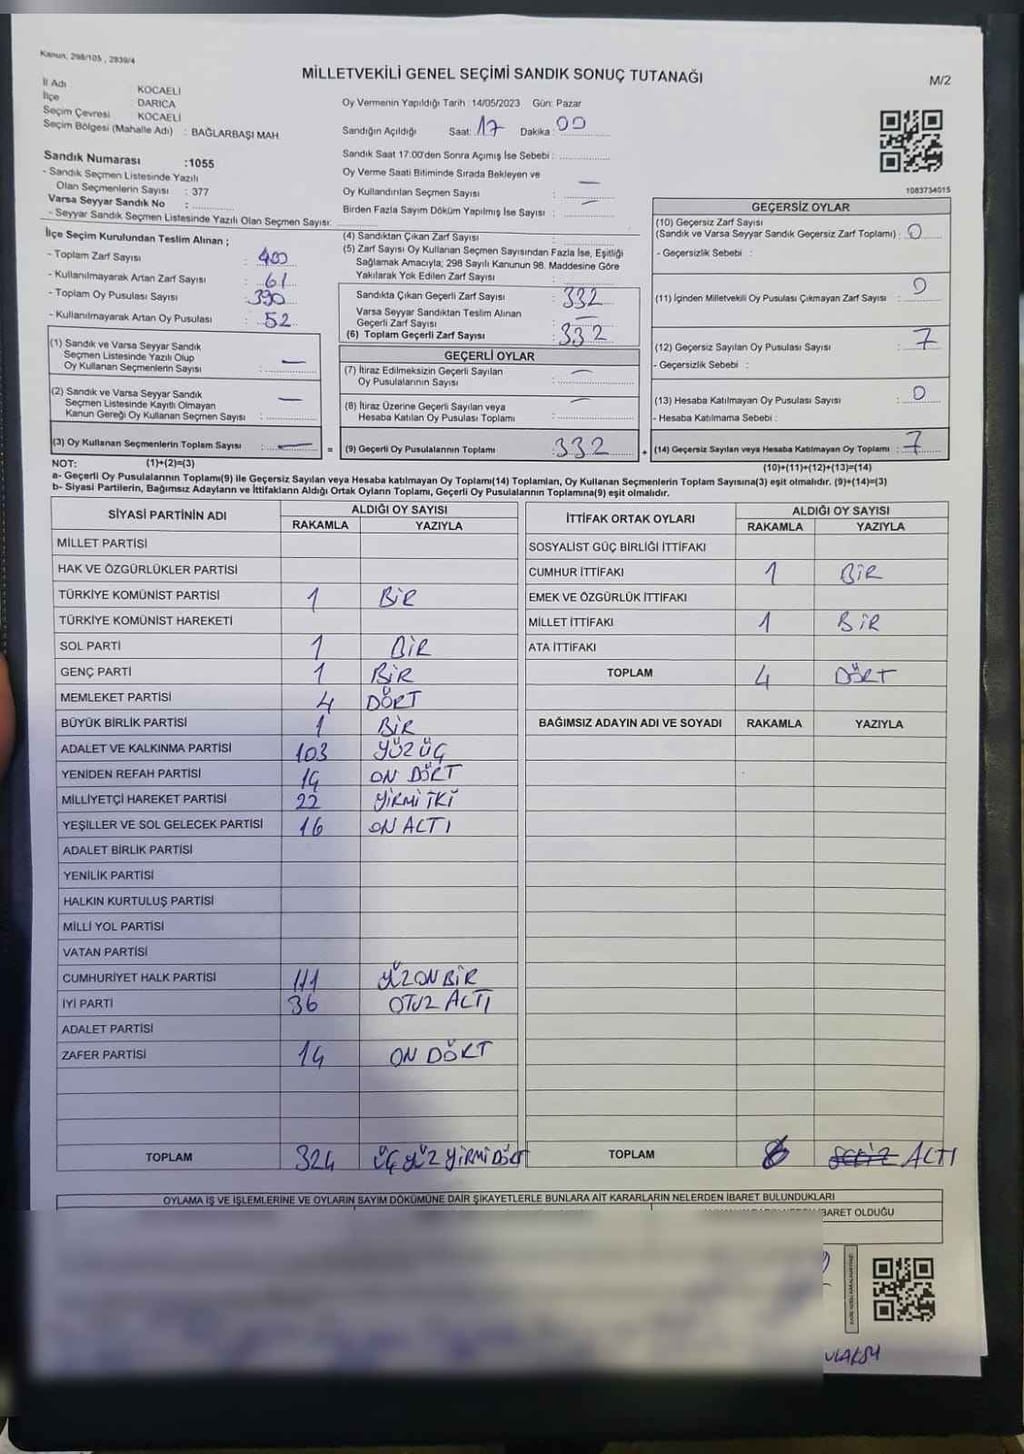 Kanun: 298/105, 2839/4
MİLLETVEKİLİ GENEL SEÇİMİ SANDIK SONUÇ TUTANAĞI
M/2
İl Adı KOCAELİ
İlçe DARICA
Seçim Çevresi KOCAELİ
Seçim Bölgesi (Mahalle Adı) : BAĞLARBAŞI MAH.
Oy Vermenin Yapıldığı Tarih :14/05/2023 Gün: Pazar
Sandığın Açıldığı Saat: 17 Dakika: 00
Sandık Saat 17:00'den Sonra Açımış İse Sebebi :
Oy Verme Saati Bitiminde Sırada Bekleyen ve
Oy Kullandırılan Seçmen Sayısı : —
Birden Fazla Sayım Döküm Yapılmış İse Sayısı : —
1083734015
Sandık Numarası :1055
- Sandık Seçmen Listesinde Yazılı
Olan Seçmenlerin Sayısı : 377
Varsa Seyyar Sandık No :
- Seyyar Sandık Seçmen Listesinde Yazılı Olan Seçmen Sayısı:
İlçe Seçim Kurulundan Teslim Alınan ;
- Toplam Zarf Sayısı : 400
- Kullanılmayarak Artan Zarf Sayısı : 61
- Toplam Oy Pusulası Sayısı : 390
- Kullanılmayarak Artan Oy Pusulası : 52
(1) Sandık ve Varsa Seyyar Sandık
Seçmen Listesinde Yazılı Olup
Oy Kullanan Seçmenlerin Sayısı : —
(2) Sandık ve Varsa Seyyar Sandık
Seçmen Listesinde Kayıtlı Olmayan
Kanun Gereği Oy Kullanan Seçmen Sayısı : —
(3) Oy Kullanan Seçmenlerin Toplam Sayısı : —
(4) Sandıktan Çıkan Zarf Sayısı
(5) Zarf Sayısı Oy Kullanan Seçmen Sayısından Fazla İse, Eşitliği
Sağlamak Amacıyla; 298 Sayılı Kanunun 98. Maddesine Göre
Yakılarak Yok Edilen Zarf Sayısı :
Sandıkta Çıkan Geçerli Zarf Sayısı : 332
Varsa Seyyar Sandıktan Teslim Alınan
Geçerli Zarf Sayısı : —
(6) Toplam Geçerli Zarf Sayısı : 332
GEÇERLİ OYLAR
(7) İtiraz Edilmeksizin Geçerli Sayılan
Oy Pusulalarının Sayısı : —
(8) İtiraz Üzerine Geçerli Sayılan veya
Hesaba Katılan Oy Pusulası Toplamı : —
= (9) Geçerli Oy Pusulalarının Toplamı : 332 +
GEÇERSİZ OYLAR
(10) Geçersiz Zarf Sayısı
(Sandık ve Varsa Seyyar Sandık Geçersiz Zarf Toplamı) : 0
- Geçersizlik Sebebi :
(11) İçinden Milletvekili Oy Pusulası Çıkmayan Zarf Sayısı : 0
(12) Geçersiz Sayılan Oy Pusulası Sayısı : 7
- Geçersizlik Sebebi :
(13) Hesaba Katılmayan Oy Pusulası Sayısı : 0
- Hesaba Katılmama Sebebi :
(14) Geçersiz Sayılan veya Hesaba Katılmayan Oy Toplamı : 7
NOT: (1)+(2)=(3)
(10)+(11)+(12)+(13)=(14)
a- Geçerli Oy Pusulalarının Toplamı(9) ile Geçersiz Sayılan veya Hesaba katılmayan Oy Toplamı(14) Toplamları, Oy Kullanan Seçmenlerin Toplam Sayısına(3) eşit olmalıdır. (9)+(14)=(3)
b- Siyasi Partilerin, Bağımsız Adayların ve İttifakların Aldığı Ortak Oyların Toplamı, Geçerli Oy Pusulalarının Toplamına(9) eşit olmalıdır.
SİYASİ PARTİNİN ADI
ALDIĞI OY SAYISI
RAKAMLA YAZIYLA
MİLLET PARTİSİ
HAK VE ÖZGÜRLÜKLER PARTİSİ
TÜRKİYE KOMÜNİST PARTİSİ 1 BİR
TÜRKİYE KOMÜNİST HAREKETİ
SOL PARTİ 1 BİR
GENÇ PARTİ 1 BİR
MEMLEKET PARTİSİ 4 DÖRT
BÜYÜK BİRLİK PARTİSİ 1 BİR
ADALET VE KALKINMA PARTİSİ 103 YÜZÜÇ
YENİDEN REFAH PARTİSİ 14 ON DÖRT
MİLLİYETÇİ HAREKET PARTİSİ 22 YİRMİ İKİ
YEŞİLLER VE SOL GELECEK PARTİSİ 16 ON ALTI
ADALET BİRLİK PARTİSİ
YENİLİK PARTİSİ
HALKIN KURTULUŞ PARTİSİ
MİLLİ YOL PARTİSİ
VATAN PARTİSİ
CUMHURİYET HALK PARTİSİ 111 YÜZ ON BİR
İYİ PARTİ 36 OTUZ ALTI
ADALET PARTİSİ
ZAFER PARTİSİ 14 ON DÖRT
TOPLAM 324 ÜÇ YÜZ YİRMİ DÖRT
İTTİFAK ORTAK OYLARI
ALDIĞI OY SAYISI
RAKAMLA YAZIYLA
SOSYALİST GÜÇ BİRLİĞİ İTTİFAKI
CUMHUR İTTİFAKI 1 BİR
EMEK VE ÖZGÜRLÜK İTTİFAKI
MİLLET İTTİFAKI 1 BİR
ATA İTTİFAKI
TOPLAM 4 DÖRT
BAĞIMSIZ ADAYIN ADI VE SOYADI RAKAMLA YAZIYLA
TOPLAM 6 SEKİZ ALTI
OYLAMA İŞ VE İŞLEMLERİNE VE OYLARIN SAYIM DÖKÜMÜNE DAİR ŞİKAYETLERLE BUNLARA AİT KARARLARIN NELERDEN İBARET BULUNDUKLARI
BARET OLDUĞU